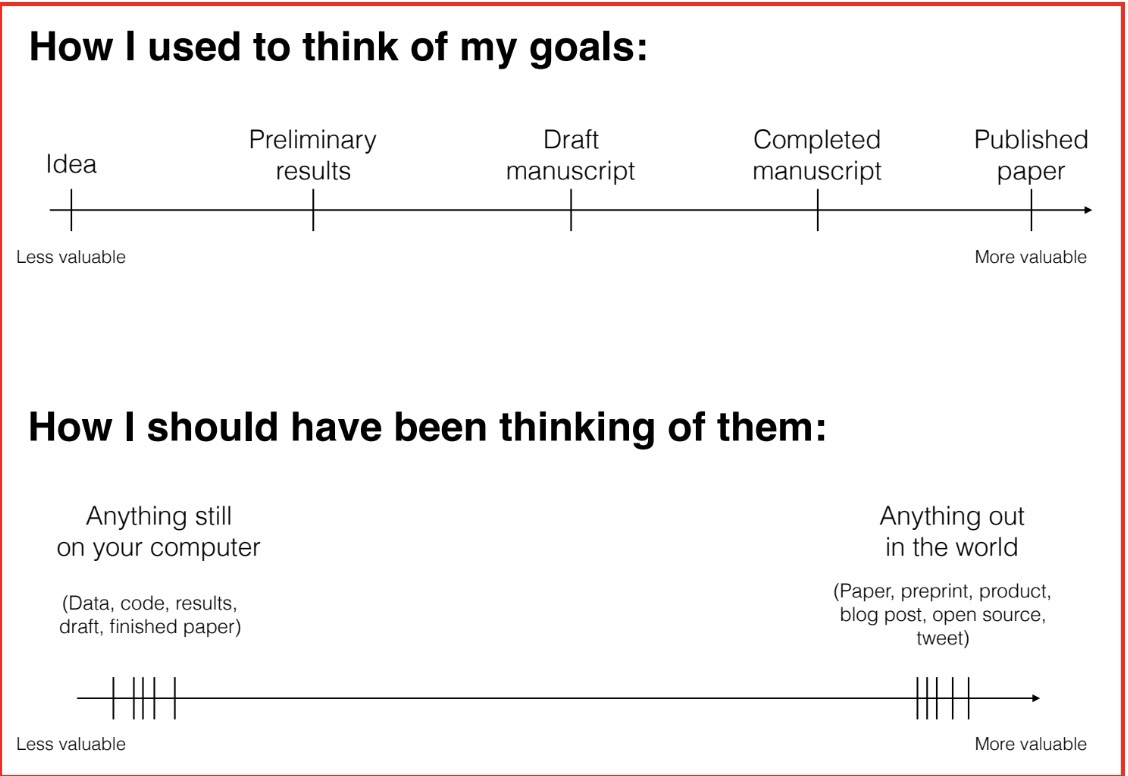 How I used to think of my goals:
Idea
Preliminary
results
Draft
manuscript
Completed
manuscript
Published
paper
Less valuable
More valuable
How I should have been thinking of them:
Anything still
on your computer
(Data, code, results,
draft, finished paper)
Anything out
in the world
(Paper, preprint, product,
blog post, open source,
tweet)
Less valuable
More valuable